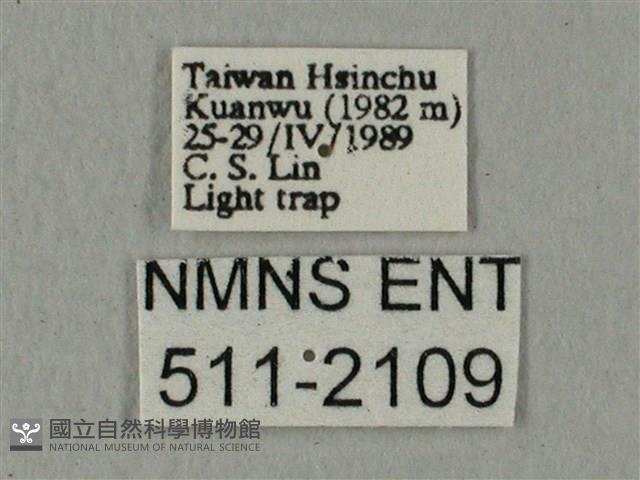 Taiwan Hsinchu
Kuanwu (1982 m)
25-29/IV/1989
C. S. Lin
Light trap
NMNS ENT
511-2109
國立自然科學博物館
NATIONAL MUSEUM OF NATURAL SCIENCE